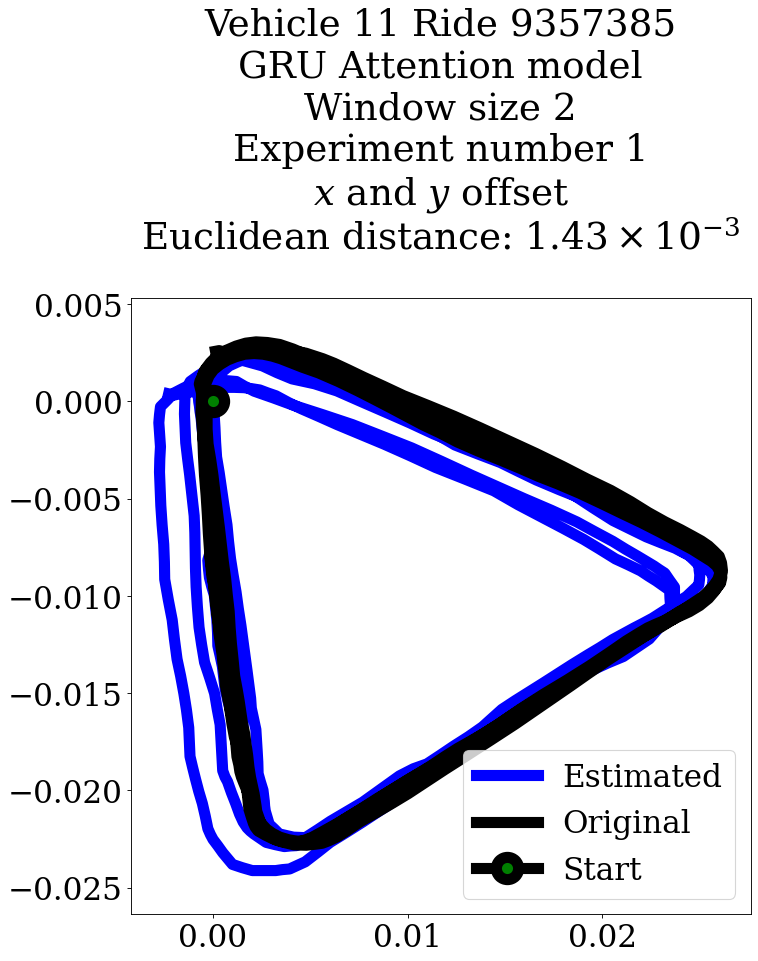 Vehicle 11 Ride 9357385
GRU Attention model
Window size 2
Experiment number 1
x and y offset
Euclidean distance: 1.43 × 10⁻³
0.005
0.000
−0.005
−0.010
−0.015
−0.020
−0.025
0.00 0.01 0.02
Estimated
Original
Start